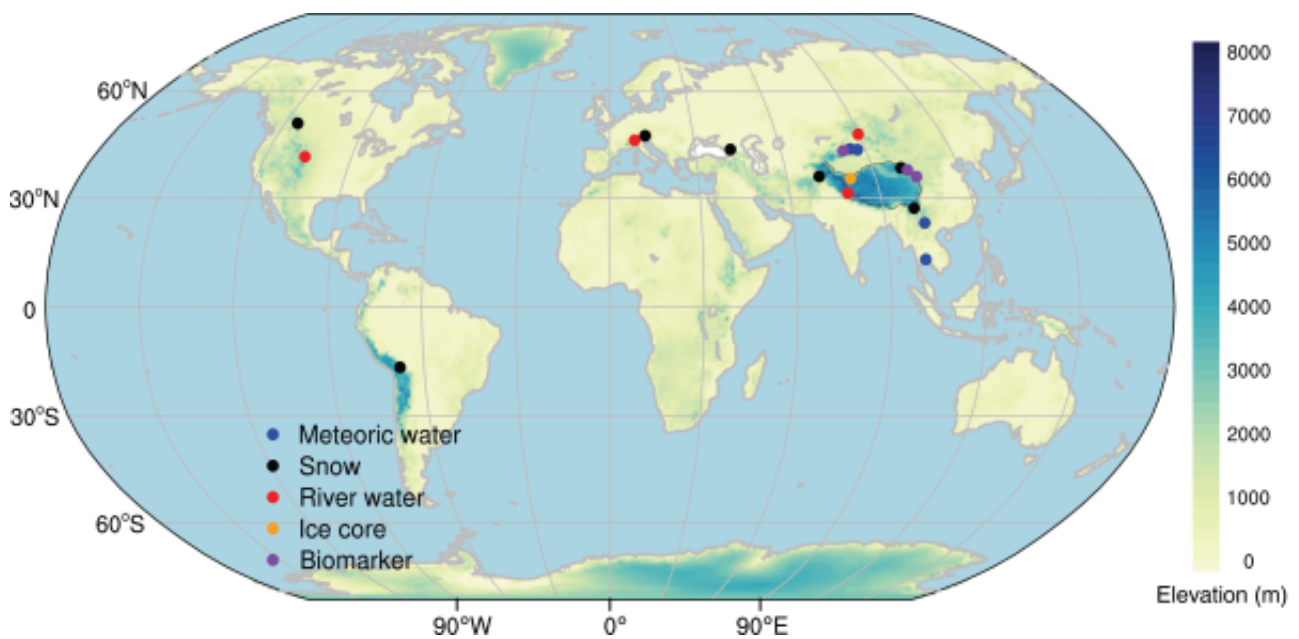 60°N
30°N
0
30°S
60°S
Meteoric water
Snow
River water
Ice core
Biomarker
90°W
0°
90°E
8000
7000
6000
5000
4000
3000
2000
1000
0
Elevation (m)